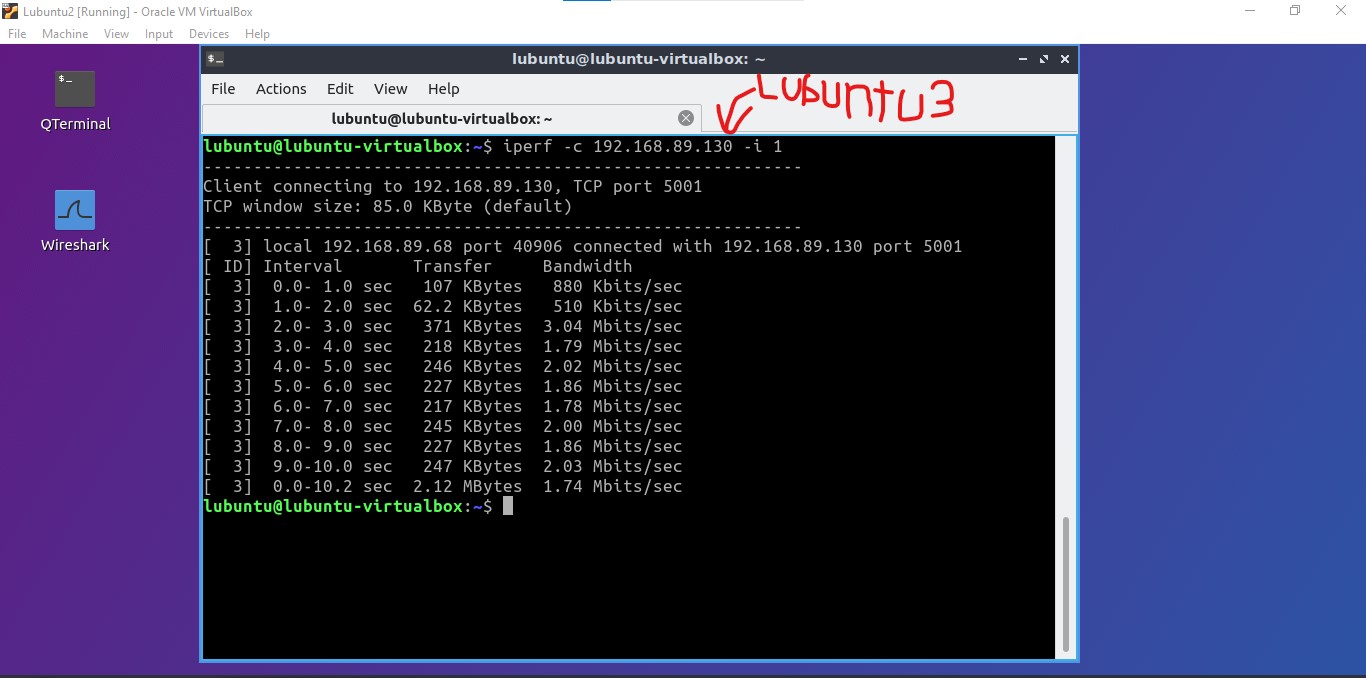 Lubuntu2 [Running] - Oracle VM VirtualBox
File Machine View Input Devices Help
lubuntu@lubuntu-virtualbox: ~
File Actions Edit View Help
Lubuntu3
lubuntu@lubuntu-virtualbox: ~
$_
QTerminal
Wireshark
lubuntu@lubuntu-virtualbox:~$ iperf -c 192.168.89.130 -i 1
------------------------------------------------------------
Client connecting to 192.168.89.130, TCP port 5001
TCP window size: 85.0 KByte (default)
------------------------------------------------------------
[  3] local 192.168.89.68 port 40906 connected with 192.168.89.130 port 5001
[ ID] Interval       Transfer     Bandwidth
[  3]  0.0- 1.0 sec   107 KBytes   880 Kbits/sec
[  3]  1.0- 2.0 sec  62.2 KBytes   510 Kbits/sec
[  3]  2.0- 3.0 sec   371 KBytes  3.04 Mbits/sec
[  3]  3.0- 4.0 sec   218 KBytes  1.79 Mbits/sec
[  3]  4.0- 5.0 sec   246 KBytes  2.02 Mbits/sec
[  3]  5.0- 6.0 sec   227 KBytes  1.86 Mbits/sec
[  3]  6.0- 7.0 sec   217 KBytes  1.78 Mbits/sec
[  3]  7.0- 8.0 sec   245 KBytes  2.00 Mbits/sec
[  3]  8.0- 9.0 sec   227 KBytes  1.86 Mbits/sec
[  3]  9.0-10.0 sec   247 KBytes  2.03 Mbits/sec
[  3]  0.0-10.2 sec  2.12 MBytes  1.74 Mbits/sec
lubuntu@lubuntu-virtualbox:~$